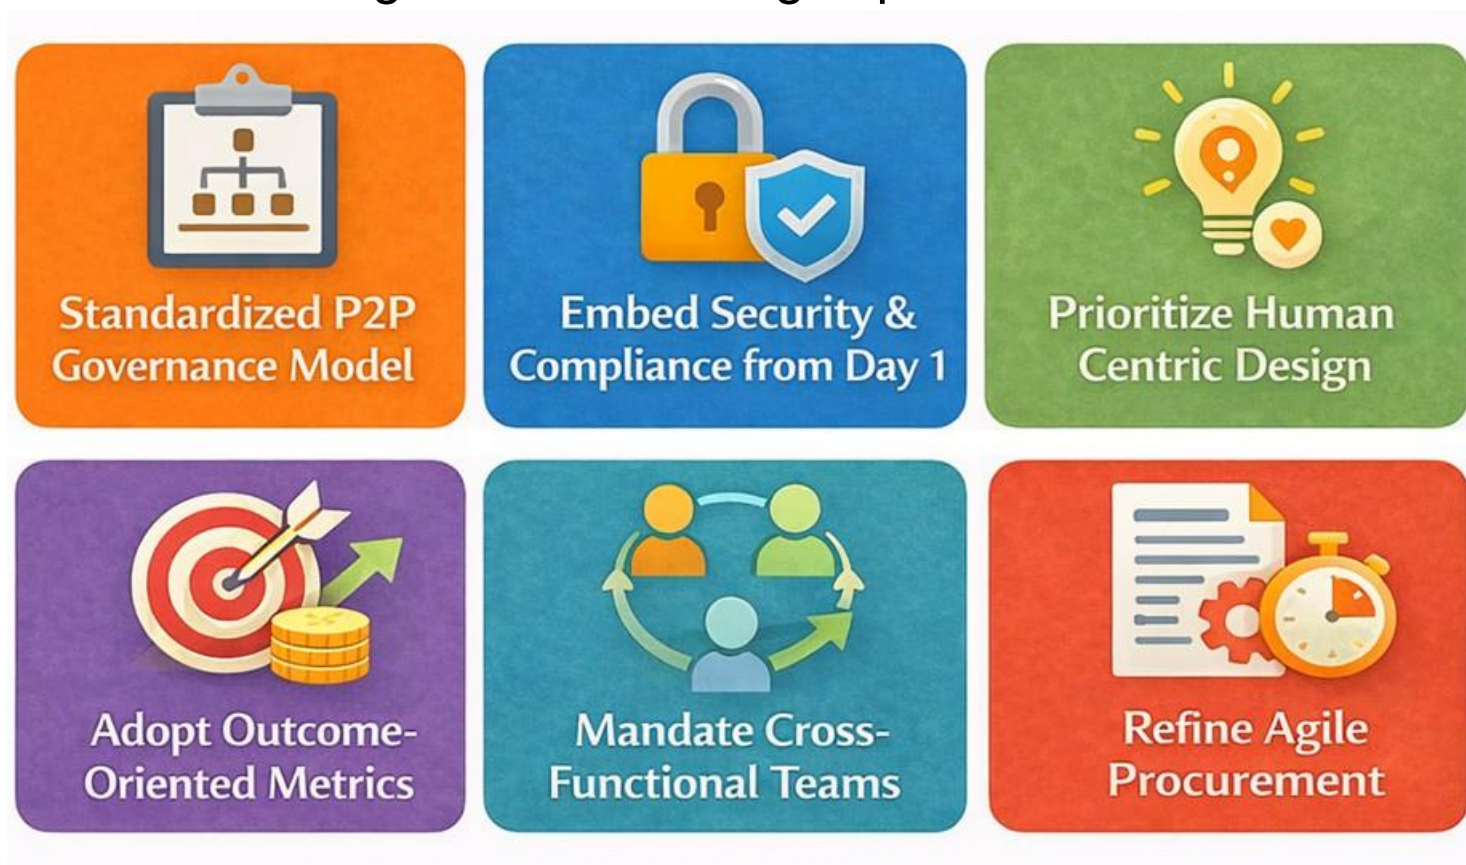 Standardized P2P
Governance Model
Embed Security &
Compliance from Day 1
Prioritize Human
Centric Design
Adopt Outcome-
Oriented Metrics
Mandate Cross-
Functional Teams
Refine Agile
Procurement